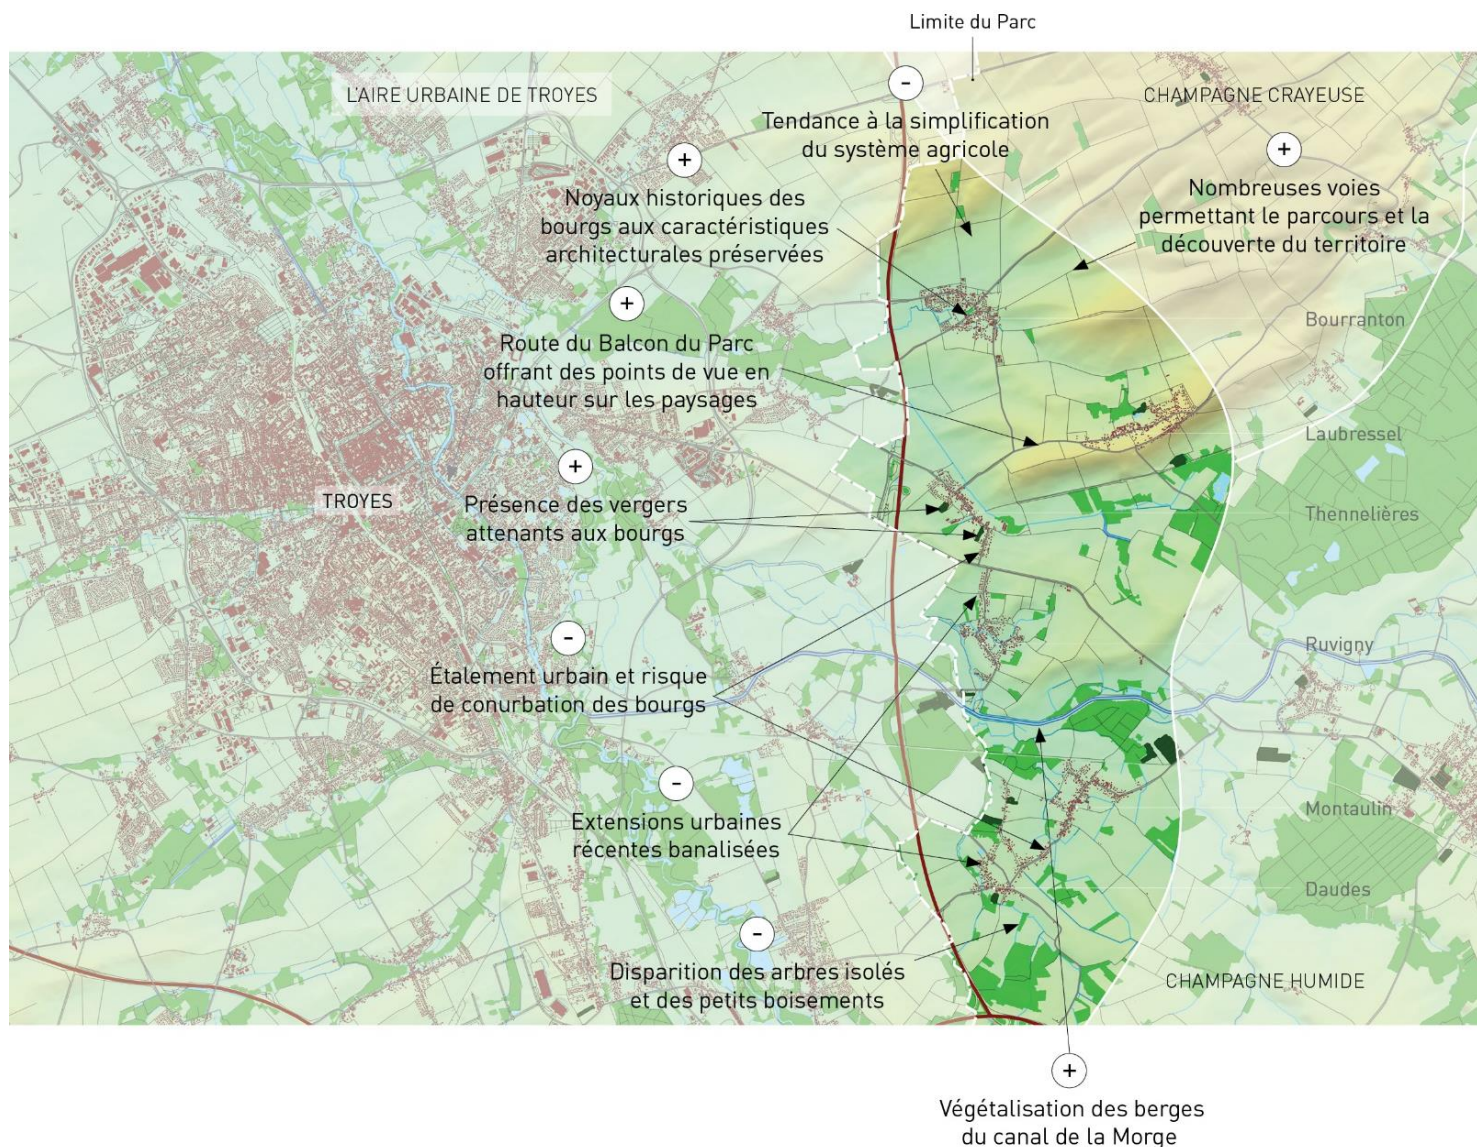 Limite du Parc
L'AIRE URBAINE DE TROYES
-
CHAMPAGNE CRAYEUSE
Tendance à la simplification
du système agricole
+
Noyaux historiques des
bourgs aux caractéristiques
architecturales préservées
+
Nombreuses voies
permettant le parcours et la
découverte du territoire
+
Route du Balcon du Parc
offrant des points de vue en
hauteur sur les paysages
Bourranton
Laubressel
+
Présence des vergers
attenants aux bourgs
TROYES
Thennelières
-
Étalement urbain et risque
de conurbation des bourgs
Ruvigny
-
Extensions urbaines
récentes banalisées
Montaulin
Daudes
-
Disparition des arbres isolés
et des petits boisements
CHAMPAGNE HUMIDE
+
Végétalisation des berges
du canal de la Morge